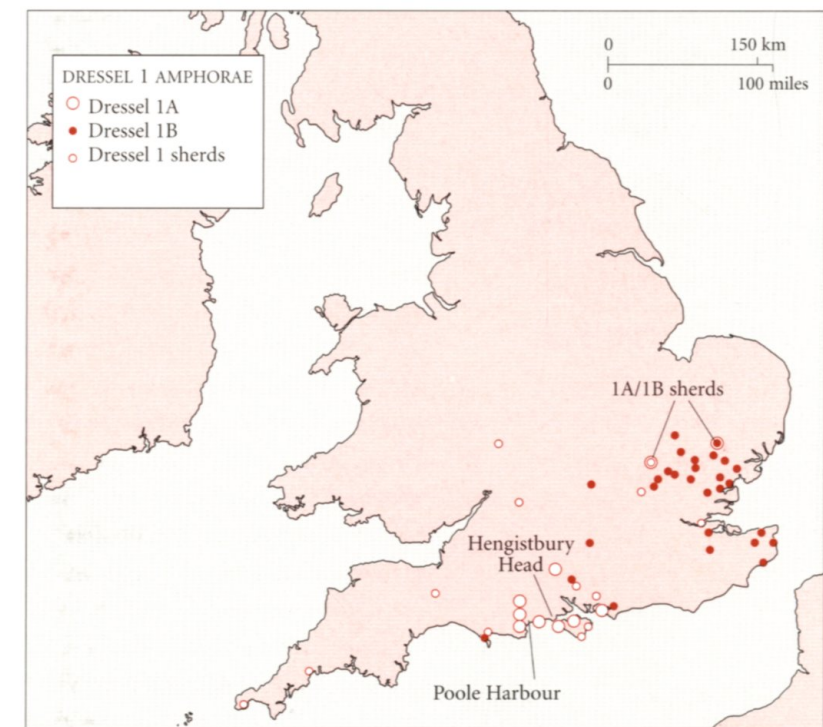 DRESSEL 1 AMPHORAE
Dressel 1A
Dressel 1B
Dressel 1 sherds
0 150 km
0 100 miles
1A/1B sherds
Hengistbury
Head
Poole Harbour